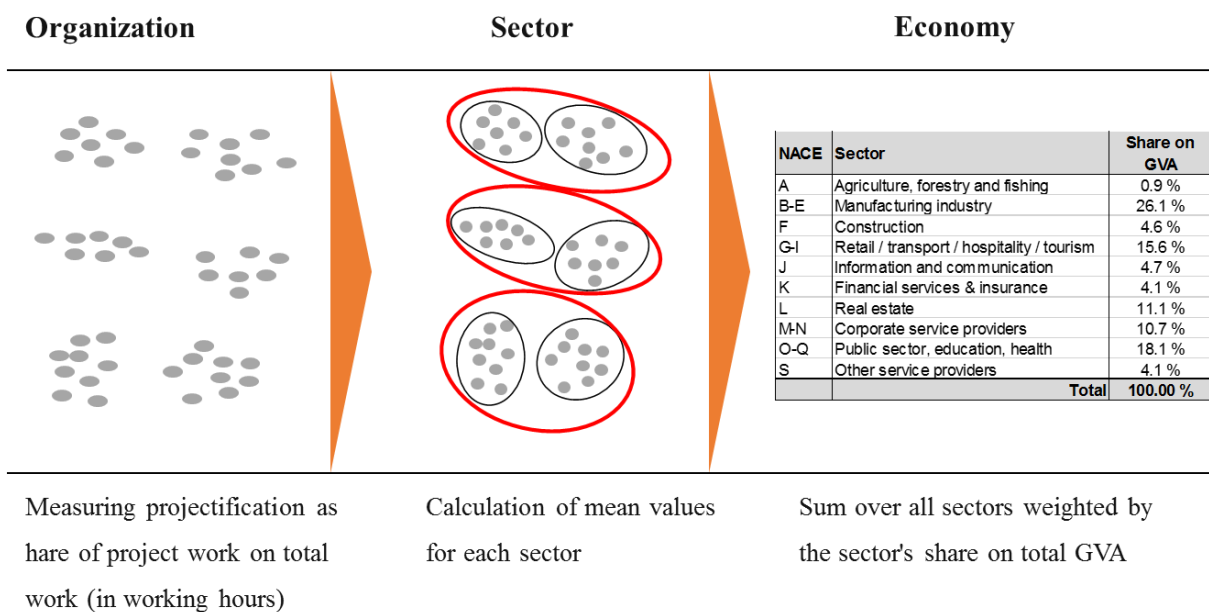 Organization
Sector
Economy
NACE Sector Share on GVA
A Agriculture, forestry and fishing 0.9 %
B-E Manufacturing industry 26.1 %
F Construction 4.6 %
G-I Retail / transport / hospitality / tourism 15.6 %
J Information and communication 4.7 %
K Financial services & insurance 4.1 %
L Real estate 11.1 %
M-N Corporate service providers 10.7 %
O-Q Public sector, education, health 18.1 %
S Other service providers 4.1 %
Total 100.00 %
Measuring projectification as
hare of project work on total
work (in working hours)
Calculation of mean values
for each sector
Sum over all sectors weighted by
the sector's share on total GVA